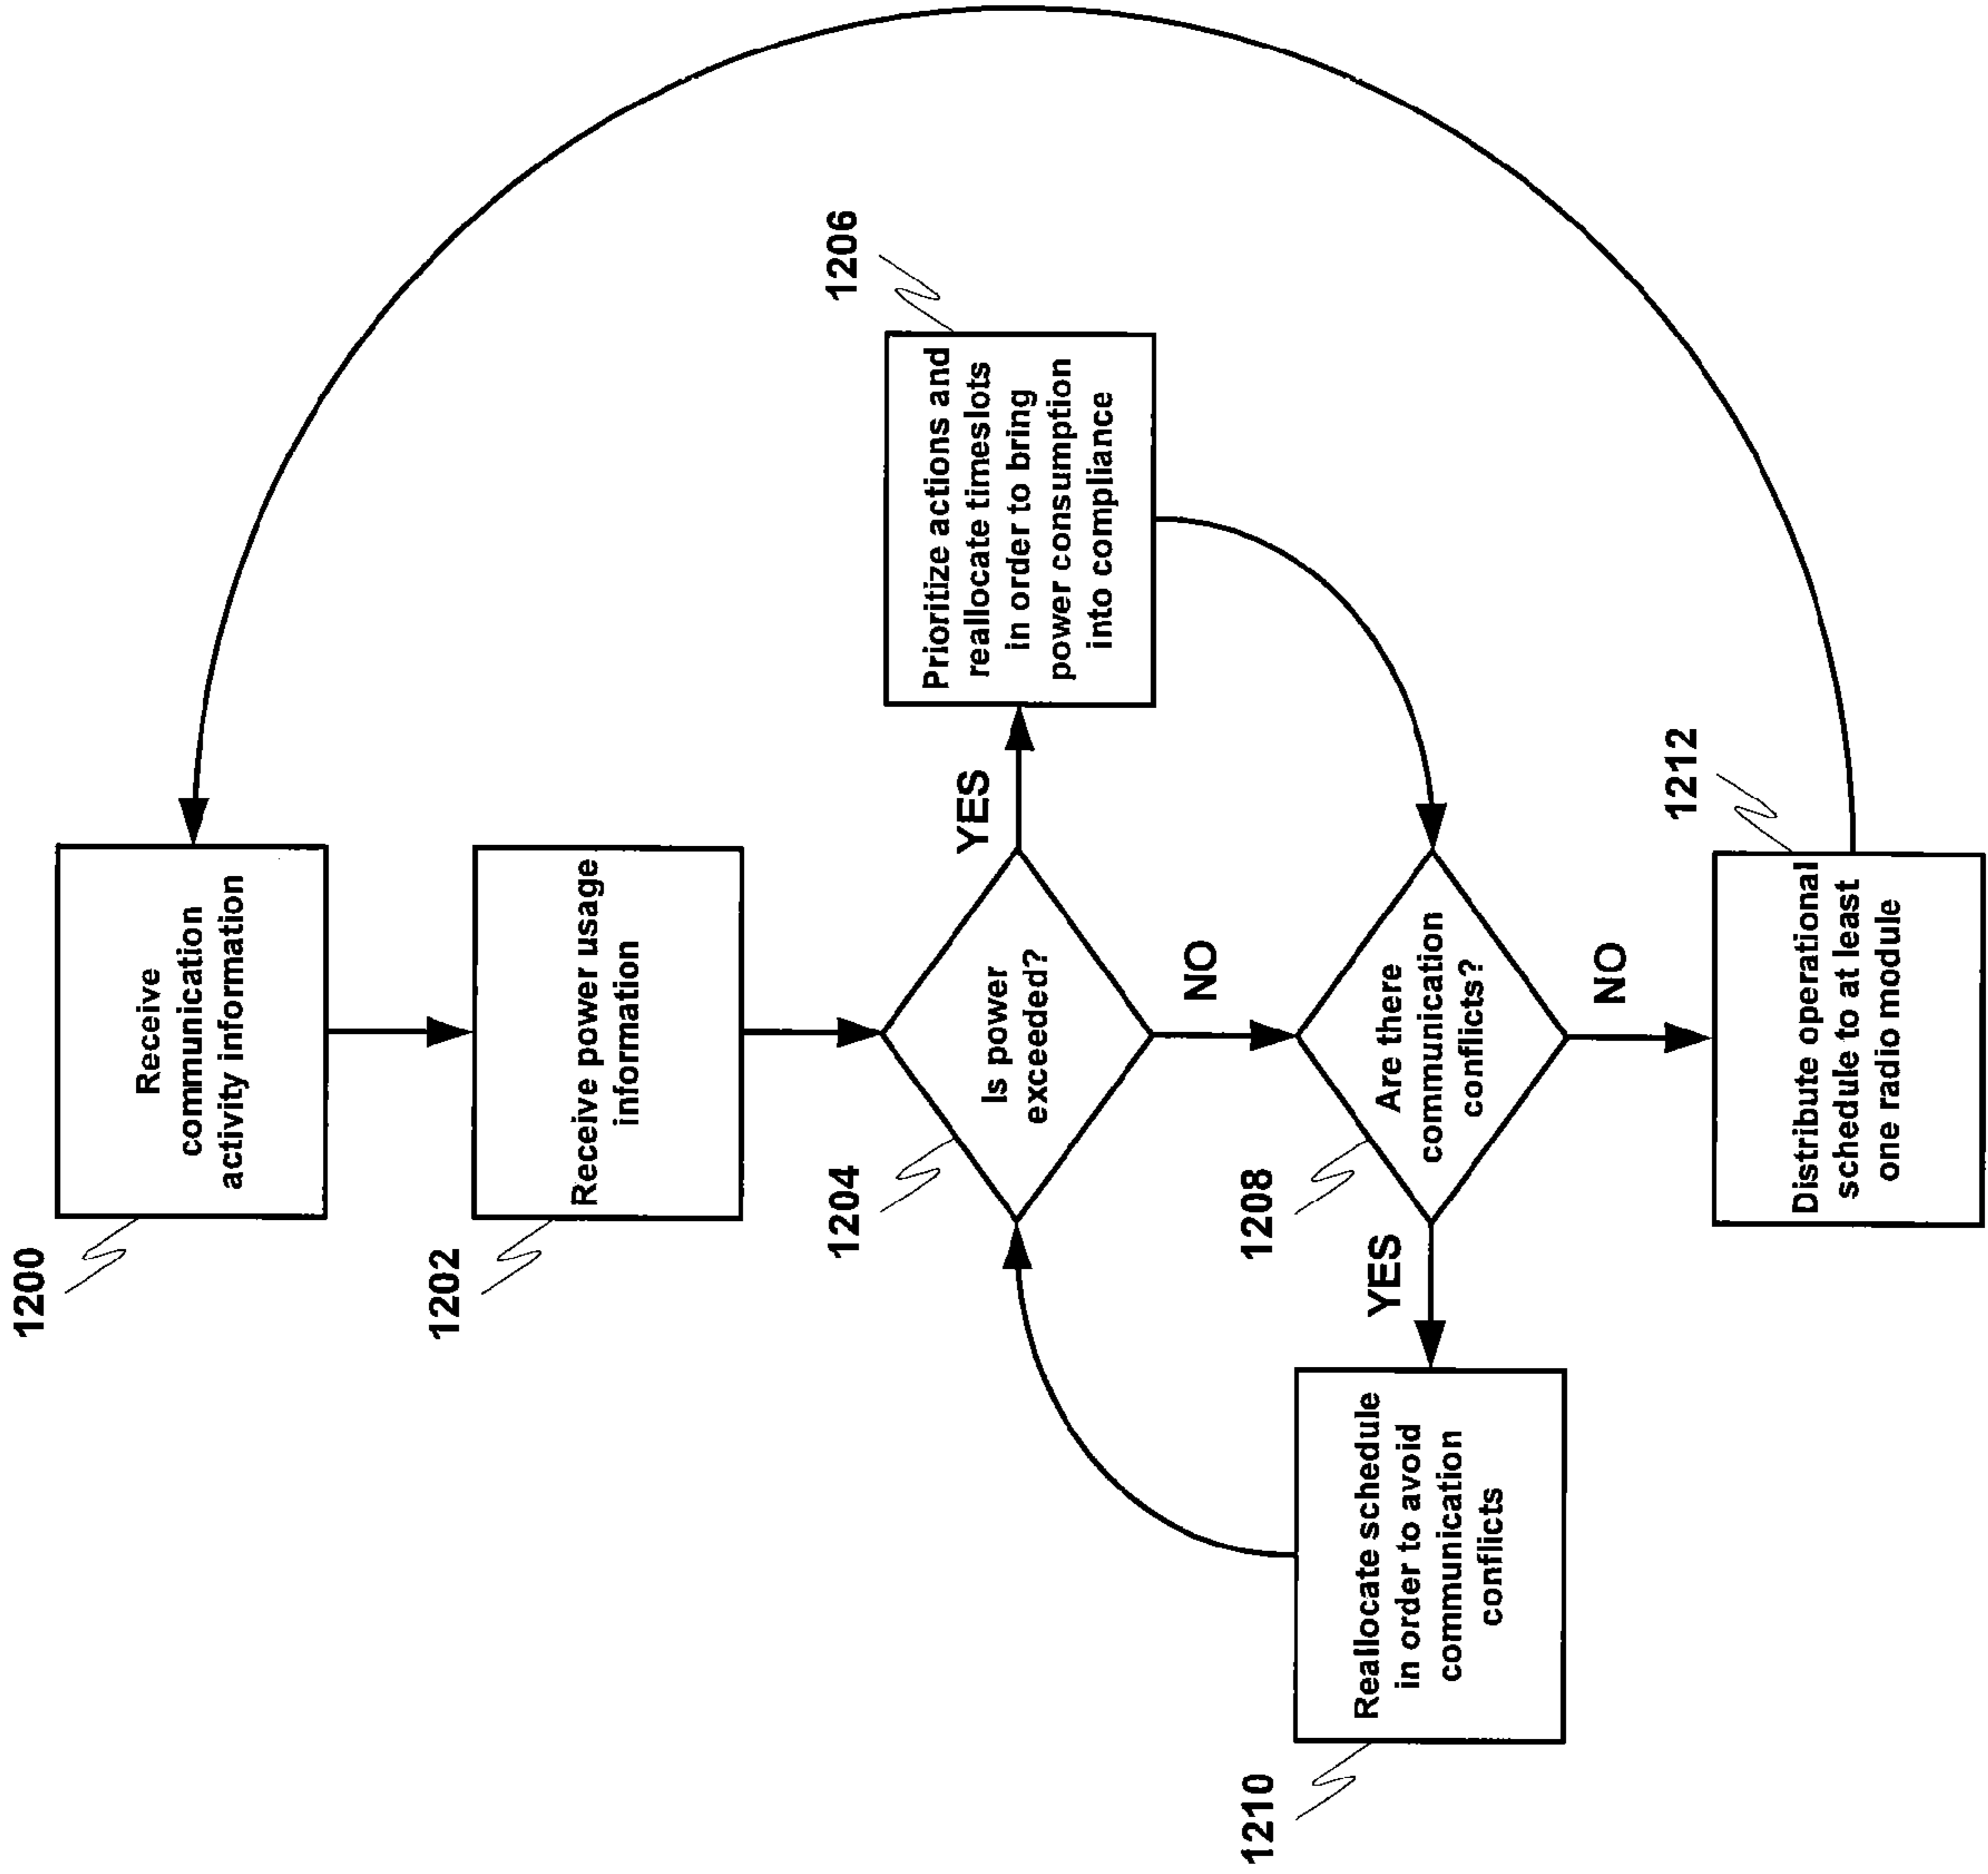 1200
Receive
communication
activity information
1202
Receive power usage
information
1204
Is power
exceeded?
YES
NO
1206
Prioritize actions and
reallocate timeslots
in order to bring
power consumption
into compliance
1208
Are there
communication
conflicts?
YES
NO
1210
Reallocate schedule
in order to avoid
communication
conflicts
1212
Distribute operational
schedule to at least
one radio module